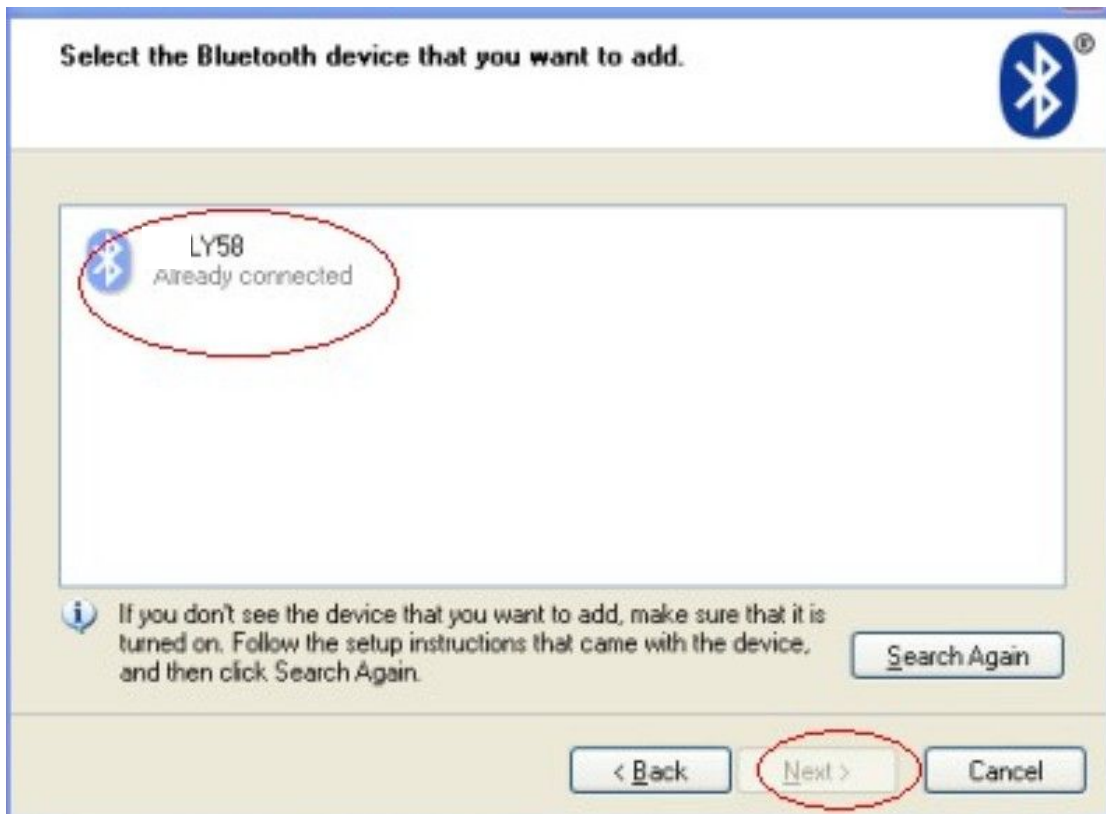 Select the Bluetooth device that you want to add.
®
LY58
Already connected
If you don't see the device that you want to add, make sure that it is
turned on. Follow the setup instructions that came with the device,
and then click Search Again.
Search Again
< Back
Next >
Cancel